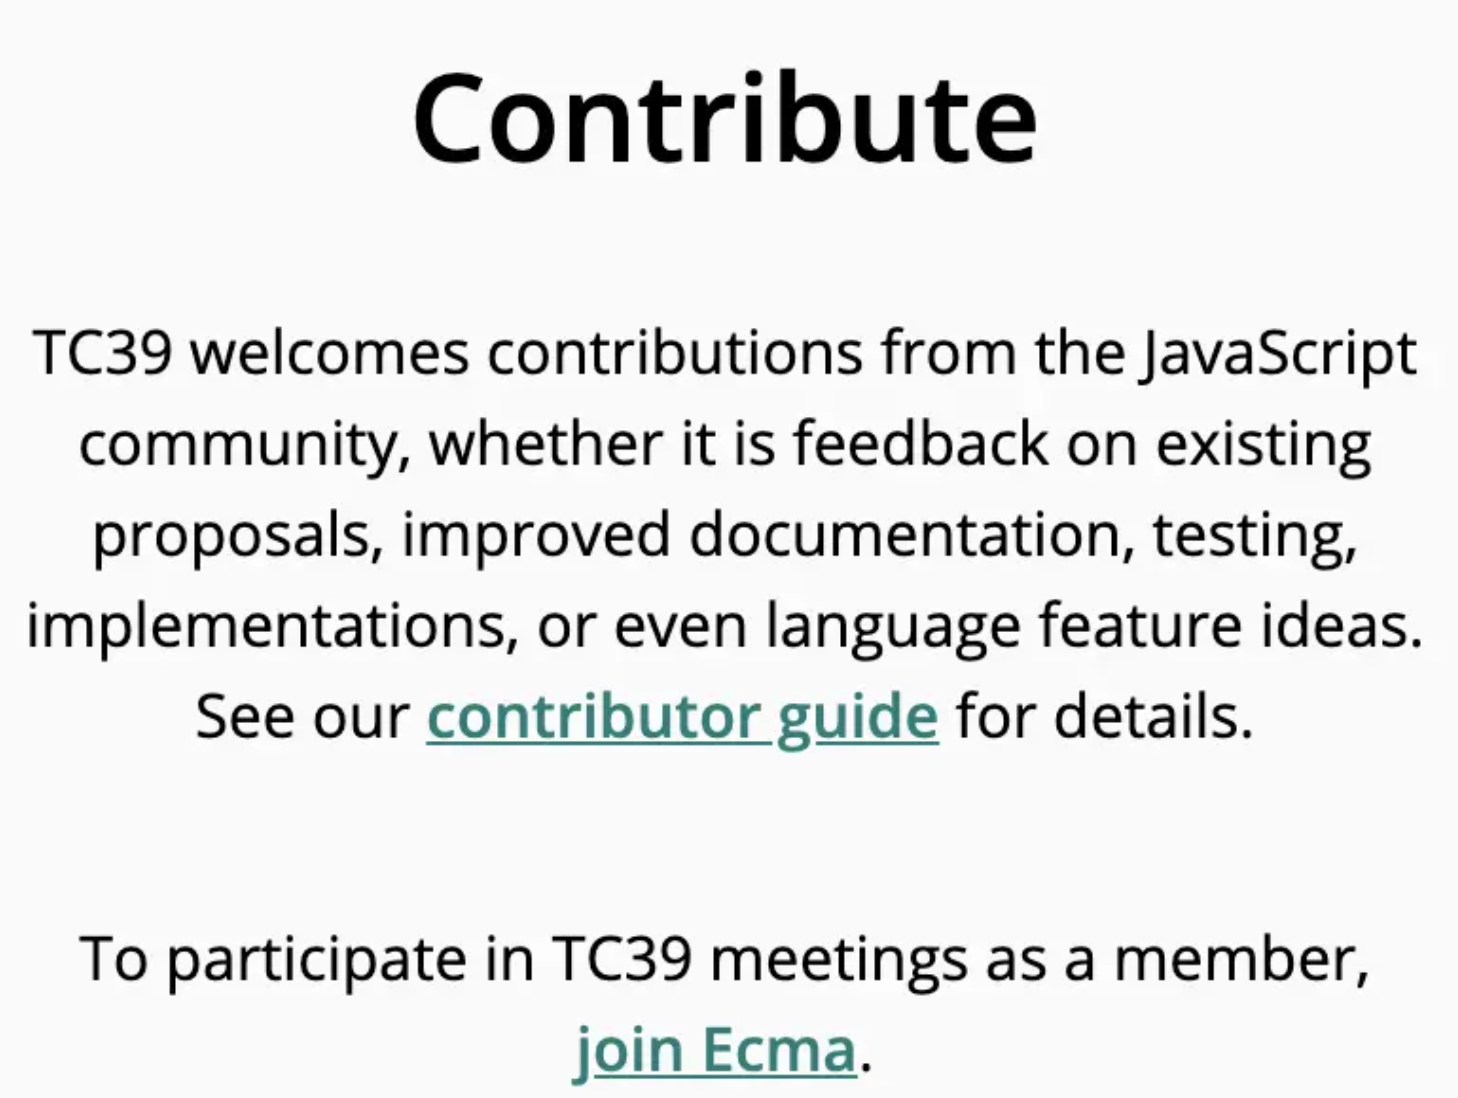 Contribute
TC39 welcomes contributions from the JavaScript
community, whether it is feedback on existing
proposals, improved documentation, testing,
implementations, or even language feature ideas.
See our contributor guide for details.
To participate in TC39 meetings as a member,
join Ecma.